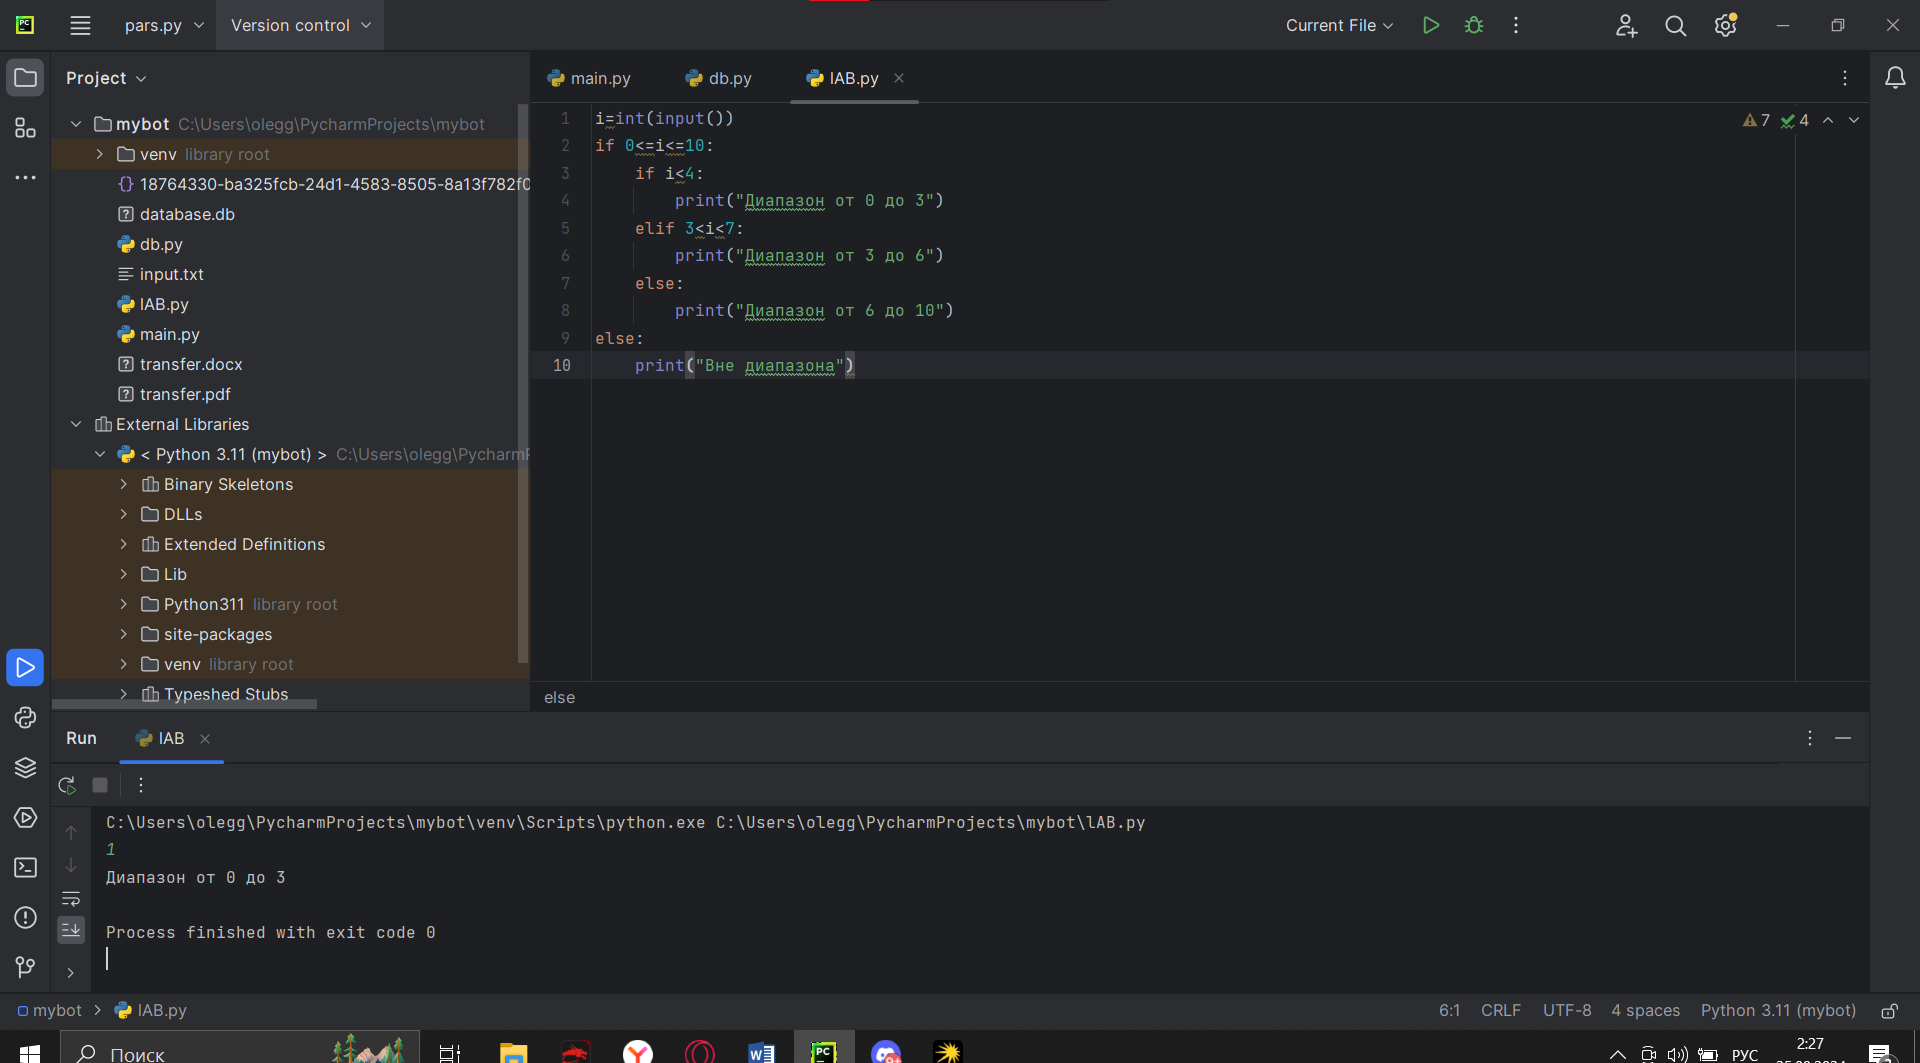 pars.py
Version control
Current File
Project
main.py
db.py
lAB.py
mybot C:\Users\olegg\PycharmProjects\mybot
venv library root
18764330-ba325fcb-24d1-4583-8505-8a13f782f0
database.db
db.py
input.txt
lAB.py
main.py
transfer.docx
transfer.pdf
External Libraries
< Python 3.11 (mybot) > C:\Users\olegg\PycharmP
Binary Skeletons
DLLs
Extended Definitions
Lib
Python311 library root
site-packages
venv library root
Typeshed Stubs
7 4
1 i=int(input())
2 if 0<=i<=10:
3 if i<4:
4 print("Диапазон от 0 до 3")
5 elif 3<i<7:
6 print("Диапазон от 3 до 6")
7 else:
8 print("Диапазон от 6 до 10")
9 else:
10 print("Вне диапазона")
else
Run
lAB
C:\Users\olegg\PycharmProjects\mybot\venv\Scripts\python.exe C:\Users\olegg\PycharmProjects\mybot\lAB.py
1
Диапазон от 0 до 3
Process finished with exit code 0
mybot > lAB.py
6:1 CRLF UTF-8 4 spaces Python 3.11 (mybot)
Поиск
РУС
2:27